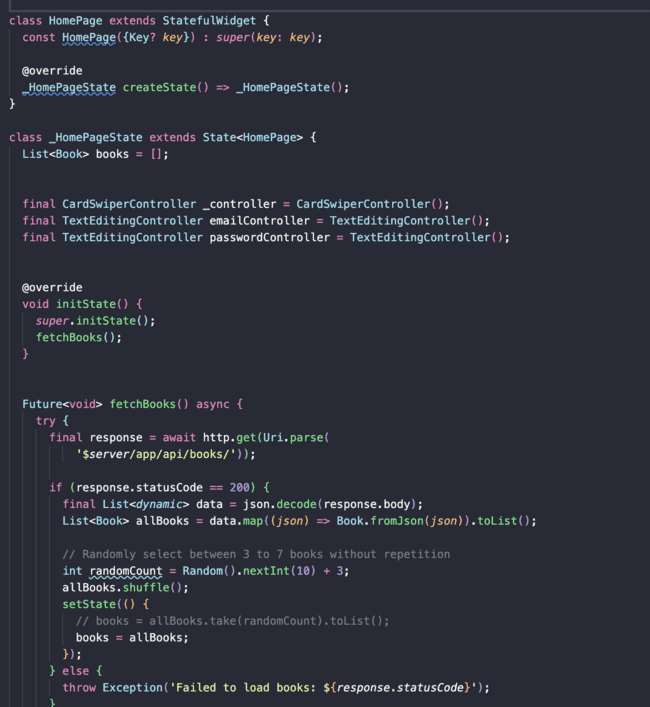 class HomePage extends StatefulWidget {
  const HomePage({Key? key}) : super(key: key);
  @override
  _HomePageState createState() => _HomePageState();
}
class _HomePageState extends State<HomePage> {
  List<Book> books = [];
  final CardSwiperController _controller = CardSwiperController();
  final TextEditingController emailController = TextEditingController();
  final TextEditingController passwordController = TextEditingController();
  @override
  void initState() {
    super.initState();
    fetchBooks();
  }
  Future<void> fetchBooks() async {
    try {
      final response = await http.get(Uri.parse(
          '$server/app/api/books/'));
      if (response.statusCode == 200) {
        final List<dynamic> data = json.decode(response.body);
        List<Book> allBooks = data.map((json) => Book.fromJson(json)).toList();
        // Randomly select between 3 to 7 books without repetition
        int randomCount = Random().nextInt(10) + 3;
        allBooks.shuffle();
        setState(() {
          // books = allBooks.take(randomCount).toList();
          books = allBooks;
        });
      } else {
        throw Exception('Failed to load books: ${response.statusCode}');
      }